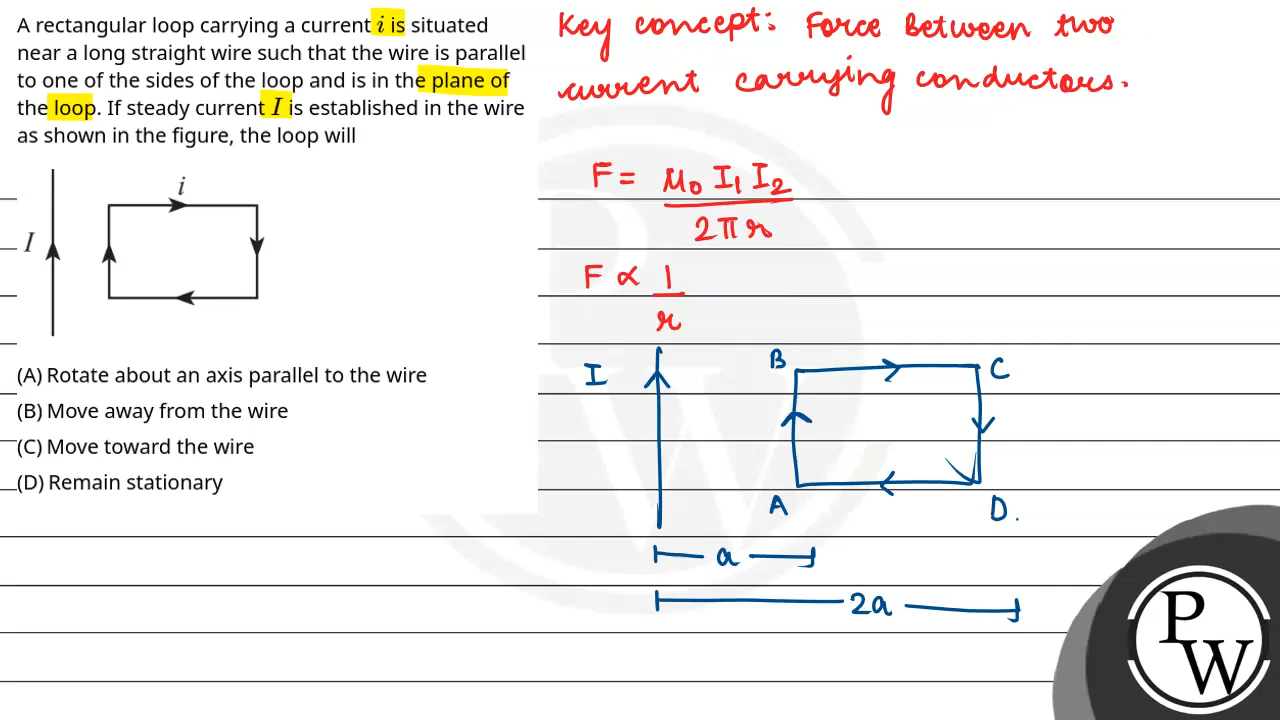 A rectangular loop carrying a current i is situated
near a long straight wire such that the wire is parallel
to one of the sides of the loop and is in the plane of
the loop. If steady current I is established in the wire
as shown in the figure, the loop will
i
I
(A) Rotate about an axis parallel to the wire
(B) Move away from the wire
(C) Move toward the wire
(D) Remain stationary
Key concept: Force Between two
current carrying conductors.
F = μ₀ I₁ I₂ / 2πr
F ∝ 1 / r
I
B
C
A
D.
a
2a
P
W